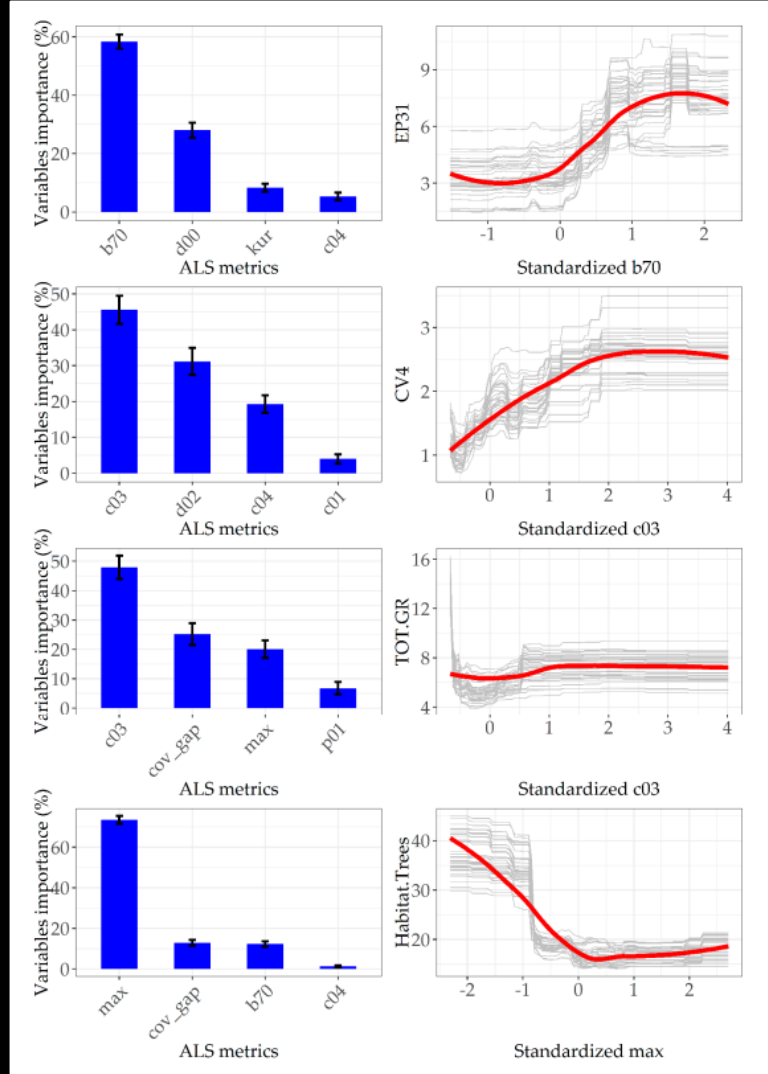 Variables importance (%)
60
40
20
0
b70
d00
kur
c04
ALS metrics
EP31
9
6
3
-1
0
1
2
Standardized b70
Variables importance (%)
50
40
30
20
10
0
c03
d02
c04
c01
ALS metrics
CV4
3
2
1
0
1
2
3
4
Standardized c03
Variables importance (%)
50
40
30
20
10
0
c03
cov_gap
max
p01
ALS metrics
TOT.GR
16
12
8
4
0
1
2
3
4
Standardized c03
Variables importance (%)
60
40
20
0
max
cov_gap
b70
c04
ALS metrics
Habitat.Trees
40
30
20
-2
-1
0
1
2
Standardized max